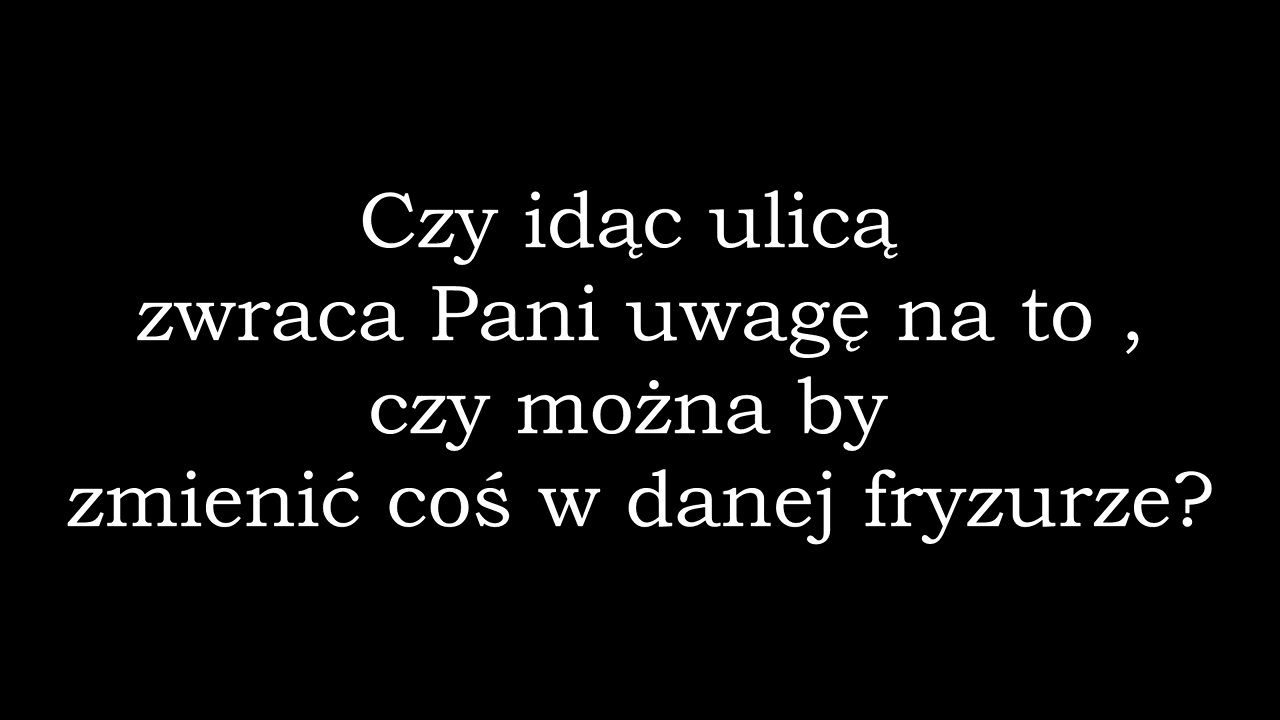 Czy idąc ulicą
zwraca Pani uwagę na to ,
czy można by
zmienić coś w danej fryzurze?